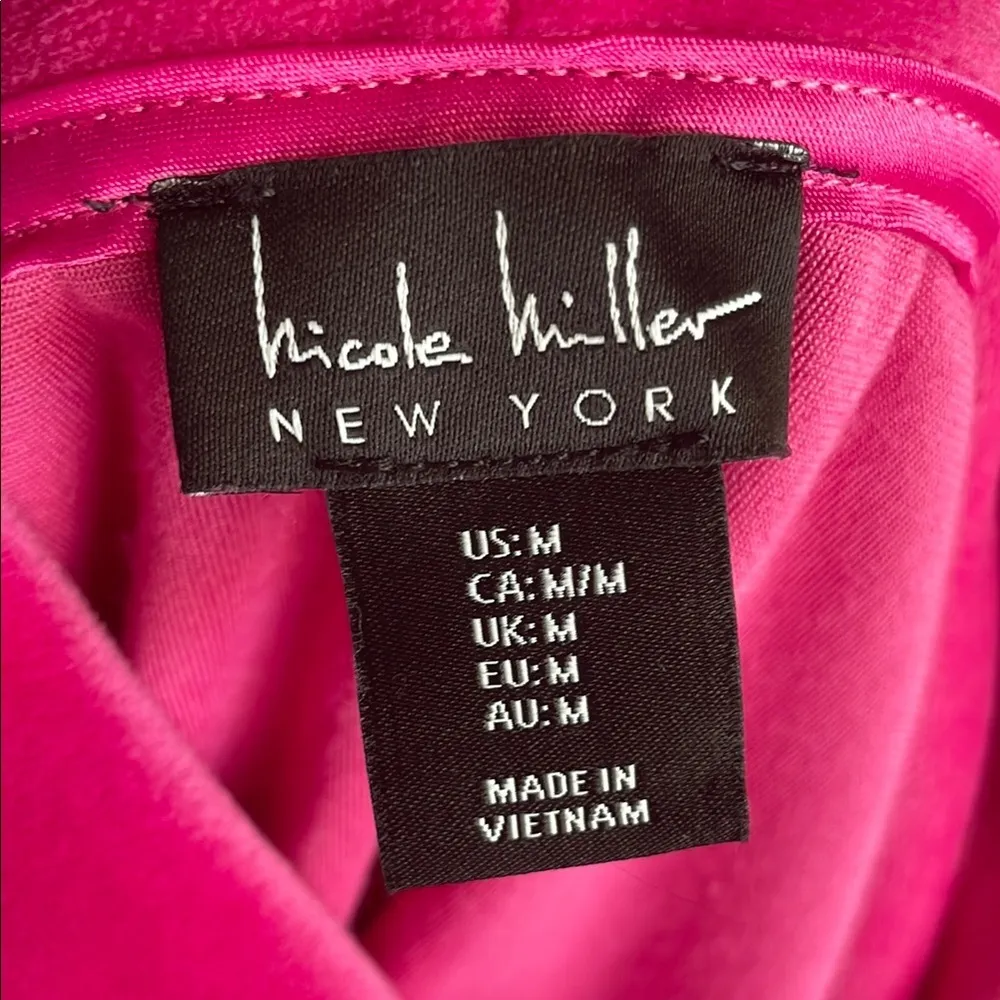 Nicole Miller
NEW YORK
US: M
CA: M/M
UK: M
EU: M
AU: M
MADE IN
VIETNAM